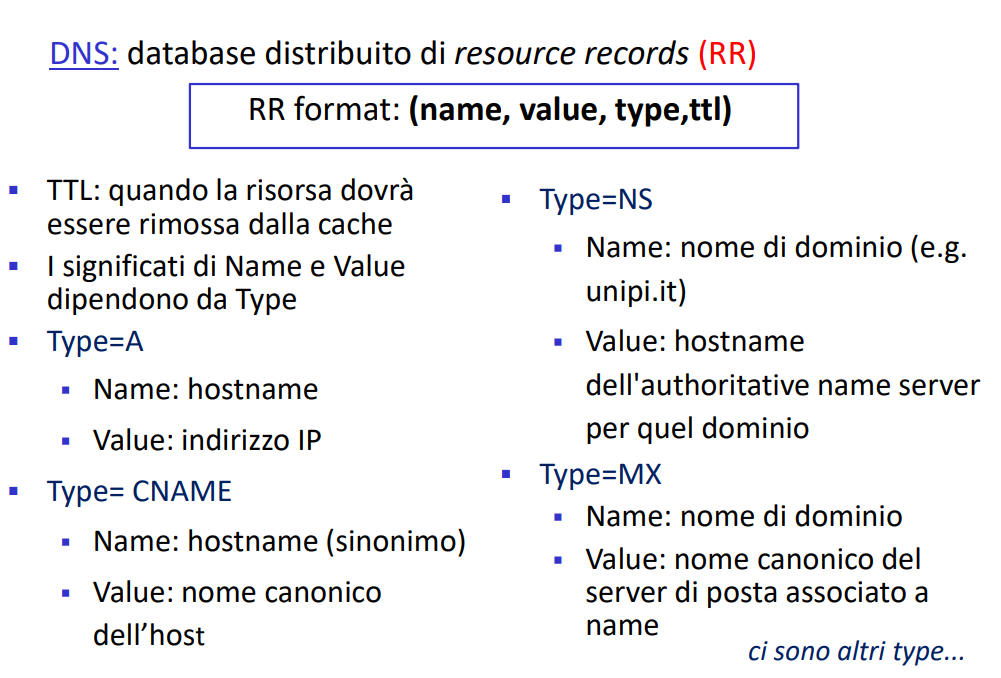 DNS: database distribuito di resource records (RR)
RR format: (name, value, type,ttl)
TTL: quando la risorsa dovrà
essere rimossa dalla cache
I significati di Name e Value
dipendono da Type
Type=A
Name: hostname
Value: indirizzo IP
Type= CNAME
Name: hostname (sinonimo)
Value: nome canonico
dell’host
Type=NS
Name: nome di dominio (e.g.
unipi.it)
Value: hostname
dell'authoritative name server
per quel dominio
Type=MX
Name: nome di dominio
Value: nome canonico del
server di posta associato a
name
ci sono altri type...